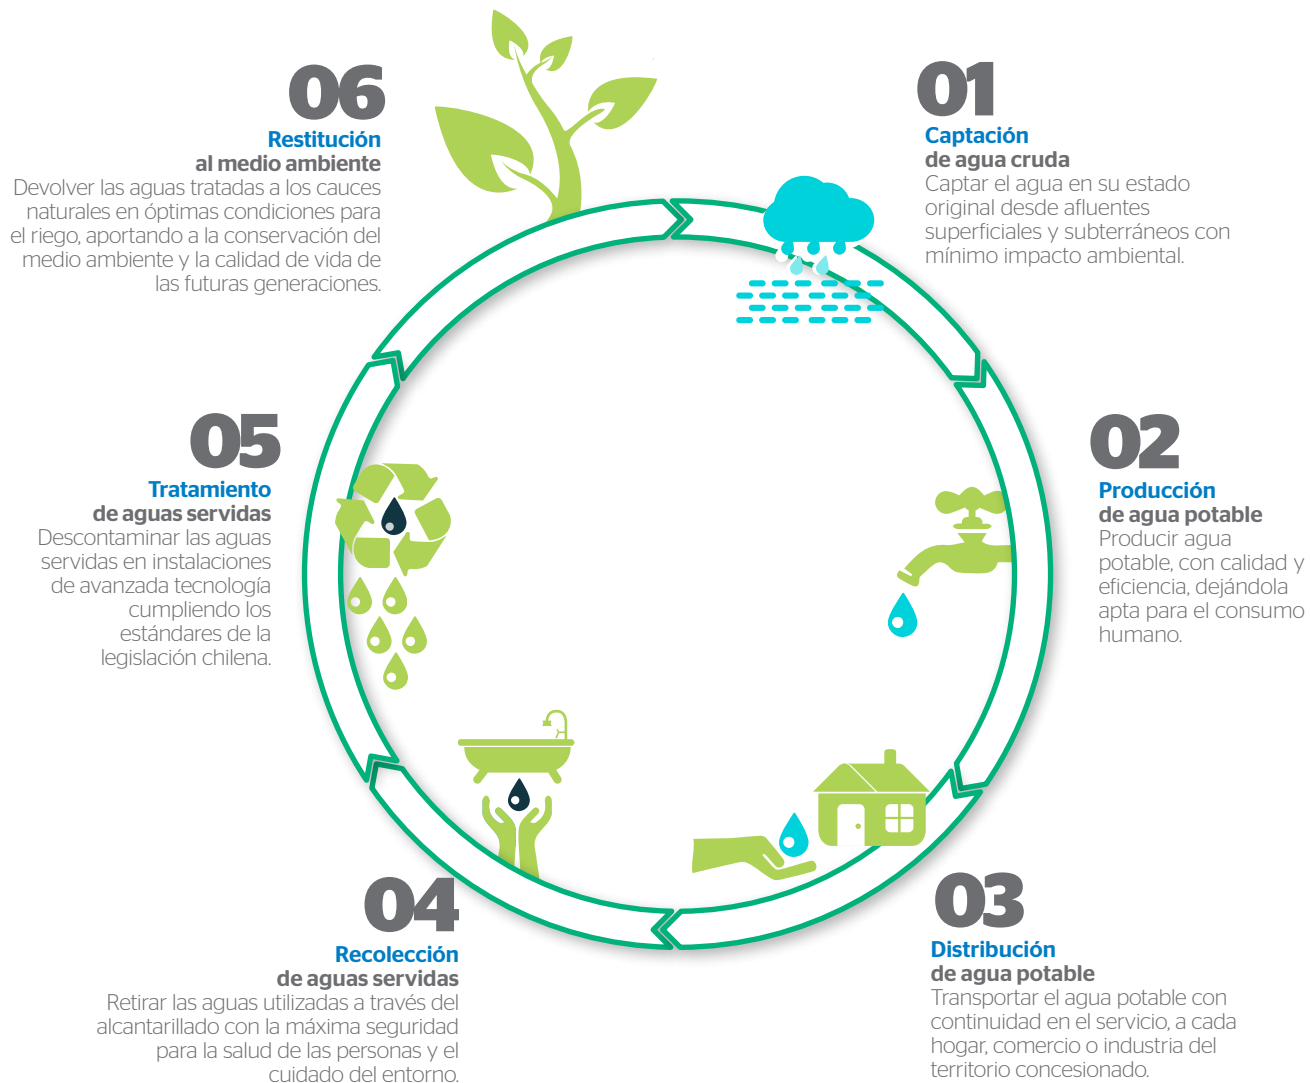 01
Captación
de agua cruda
Captar el agua en su estado
original desde afluentes
superficiales y subterráneos con
mínimo impacto ambiental.
02
Producción
de agua potable
Producir agua
potable, con calidad y
eficiencia, dejándola
apta para el consumo
humano.
03
Distribución
de agua potable
Transportar el agua potable con
continuidad en el servicio, a cada
hogar, comercio o industria del
territorio concesionado.
04
Recolección
de aguas servidas
Retirar las aguas utilizadas a través del
alcantarillado con la máxima seguridad
para la salud de las personas y el
cuidado del entorno.
05
Tratamiento
de aguas servidas
Descontaminar las aguas
servidas en instalaciones
de avanzada tecnología
cumpliendo los
estándares de la
legislación chilena.
06
Restitución
al medio ambiente
Devolver las aguas tratadas a los cauces
naturales en óptimas condiciones para
el riego, aportando a la conservación del
medio ambiente y la calidad de vida de
las futuras generaciones.